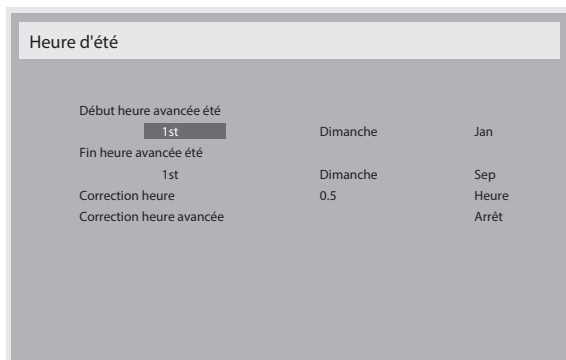 Heure d'été
Début heure avancée été
1st Dimanche Jan
Fin heure avancée été
1st Dimanche Sep
Correction heure 0.5 Heure
Correction heure avancée Arrêt